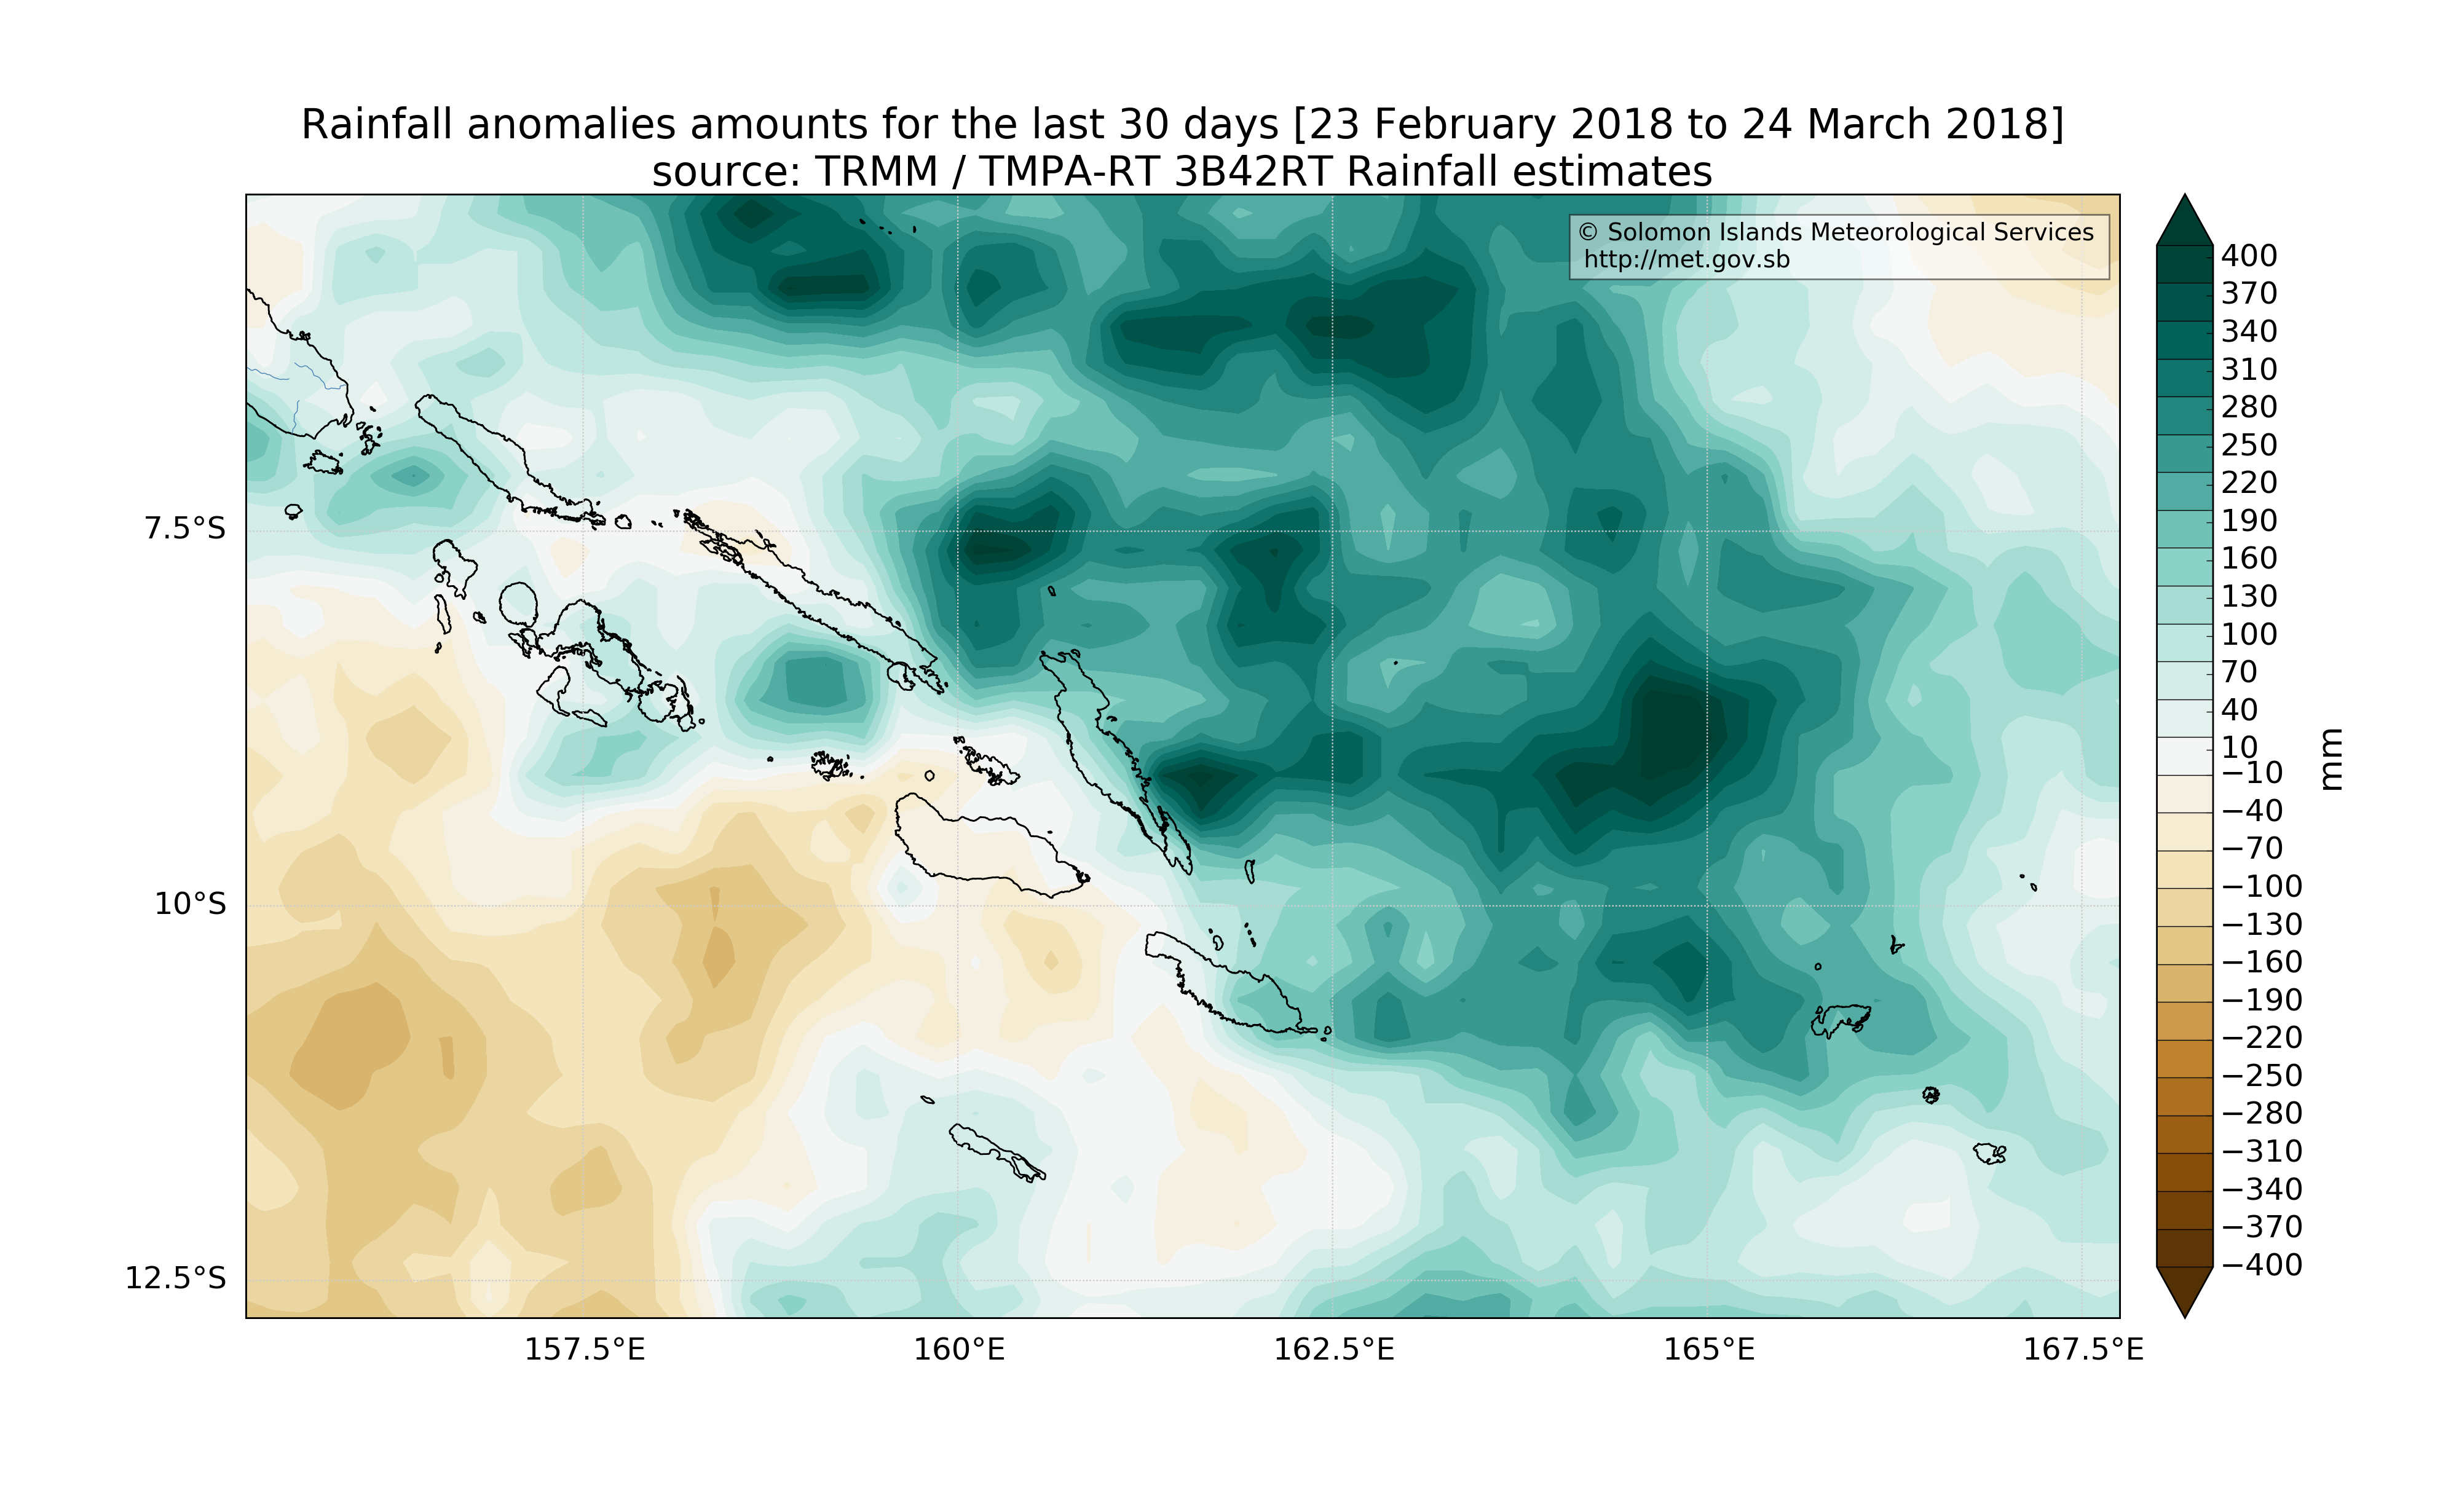 Rainfall anomalies amounts for the last 30 days [23 February 2018 to 24 March 2018]
source: TRMM / TMPA-RT 3B42RT Rainfall estimates
© Solomon Islands Meteorological Services
http://met.gov.sb
7.5°S
10°S
12.5°S
157.5°E
160°E
162.5°E
165°E
167.5°E
400
370
340
310
280
250
220
190
160
130
100
70
40
10
−10
−40
−70
−100
−130
−160
−190
−220
−250
−280
−310
−340
−370
−400
mm